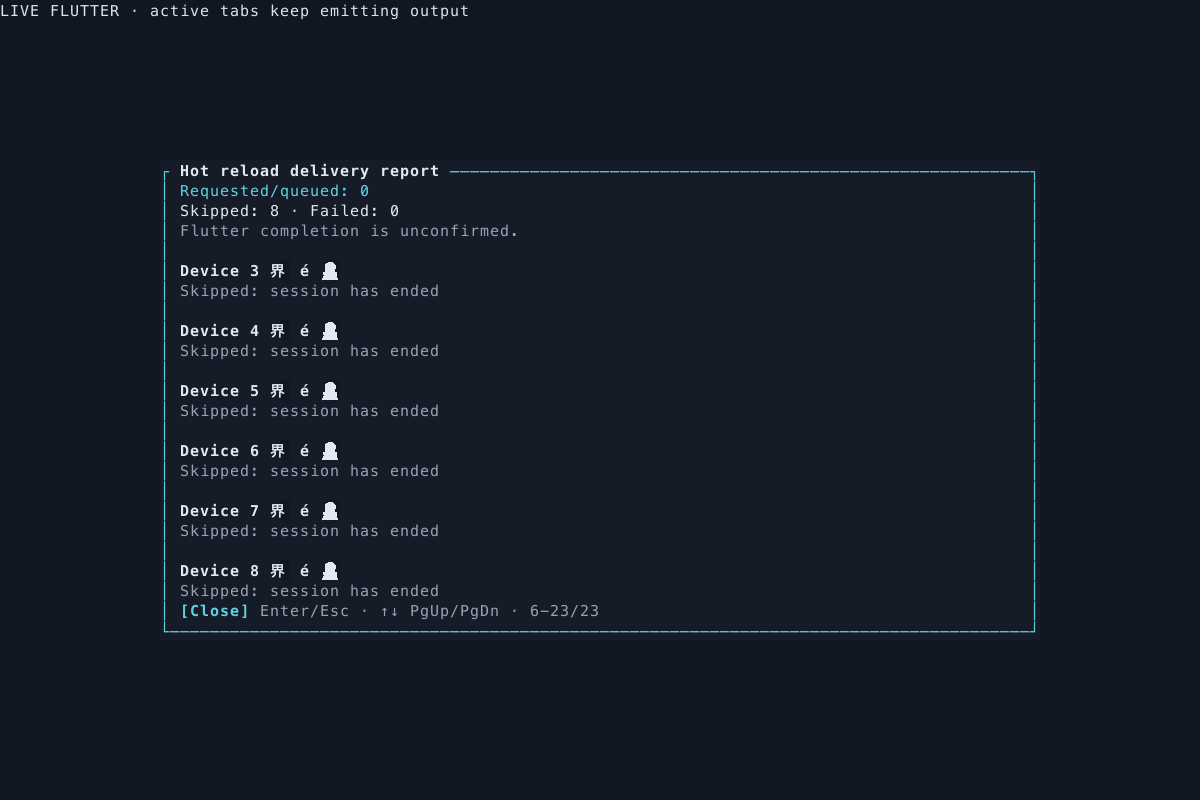 LIVE FLUTTER · active tabs keep emitting output
Hot reload delivery report
Requested/queued: 0
Skipped: 8 · Failed: 0
Flutter completion is unconfirmed.
Device 3 界 é 👤
Skipped: session has ended
Device 4 界 é 👤
Skipped: session has ended
Device 5 界 é 👤
Skipped: session has ended
Device 6 界 é 👤
Skipped: session has ended
Device 7 界 é 👤
Skipped: session has ended
Device 8 界 é 👤
Skipped: session has ended
[Close] Enter/Esc · ↑↓ PgUp/PgDn · 6–23/23